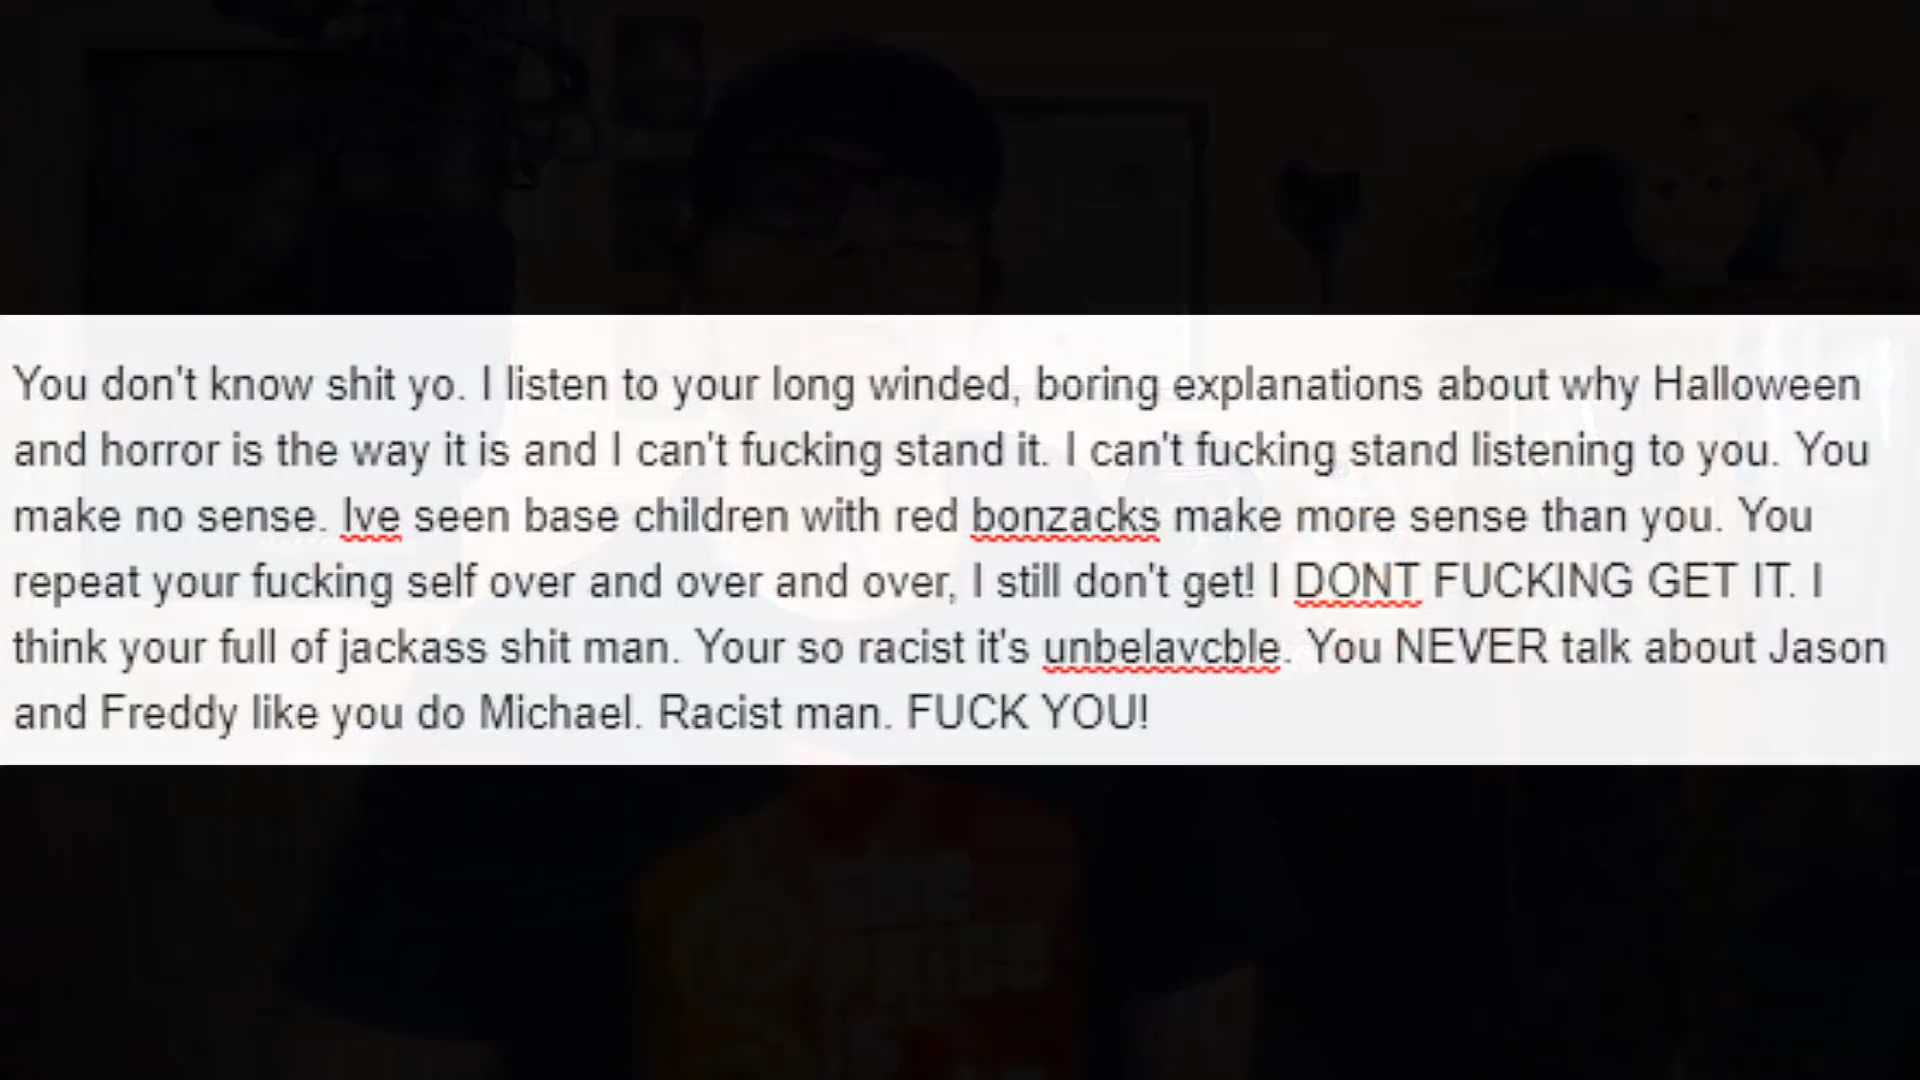 You don't know shit yo. I listen to your long winded, boring explanations about why Halloween
and horror is the way it is and I can't fucking stand it. I can't fucking stand listening to you. You
make no sense. Ive seen base children with red bonzacks make more sense than you. You
repeat your fucking self over and over and over, I still don't get! I DONT FUCKING GET IT. I
think your full of jackass shit man. Your so racist it's unbelavcble. You NEVER talk about Jason
and Freddy like you do Michael. Racist man. FUCK YOU!